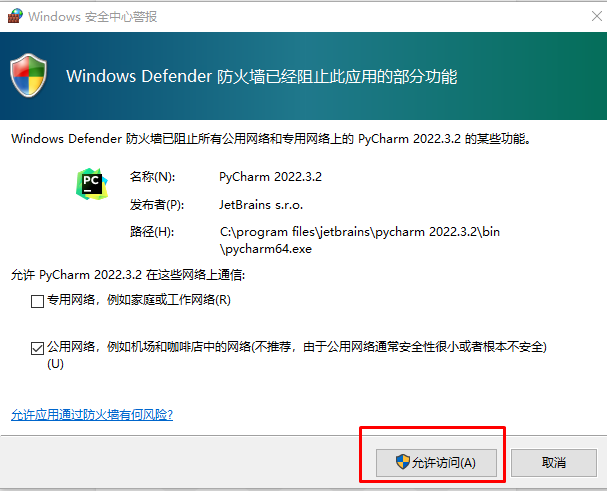 Windows 安全中心警报
Windows Defender 防火墙已经阻止此应用的部分功能
Windows Defender 防火墙已阻止所有公用网络和专用网络上的 PyCharm 2022.3.2 的某些功能。
PC
名称(N): PyCharm 2022.3.2
发布者(P): JetBrains s.r.o.
路径(H): C:\program files\jetbrains\pycharm 2022.3.2\bin
\pycharm64.exe
允许 PyCharm 2022.3.2 在这些网络上通信:
专用网络，例如家庭或工作网络(R)
公用网络，例如机场和咖啡店中的网络(不推荐，由于公用网络通常安全性很小或者根本不安全)
(U)
允许应用通过防火墙有何风险?
允许访问(A) 取消